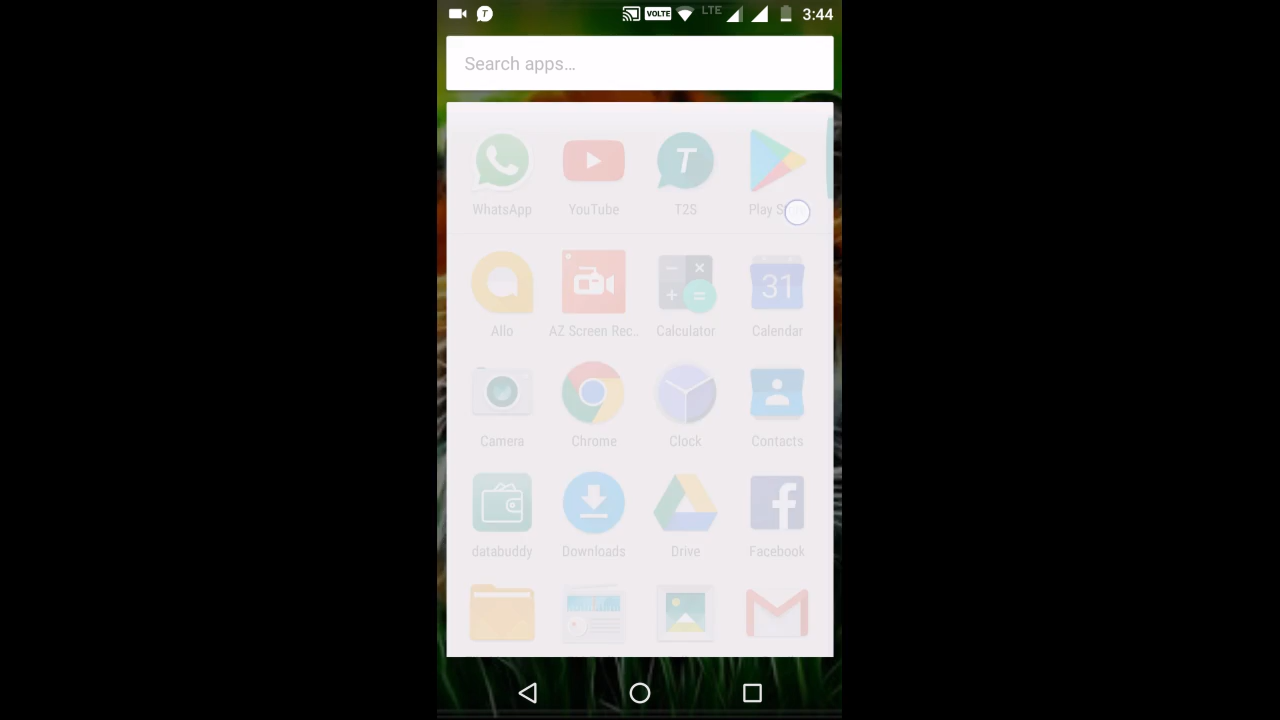 T VOLTE LTE 3:44
Search apps...
T
WhatsApp YouTube T2S Play S
31
Allo AZ Screen Rec.. Calculator Calendar
Camera Chrome Clock Contacts
f
databuddy Downloads Drive Facebook